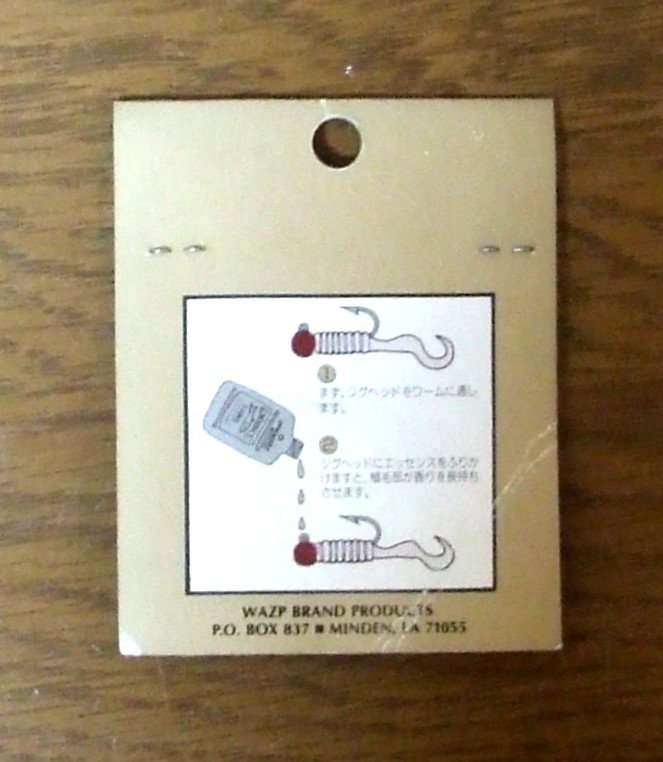 ①
まず、ジグヘッドをワームに通し
ます。
②
ジグヘッドにエッセンスをふりか
けますと、植毛部が香りを長持ち
させます。
WAZP BRAND PRODUCTS
P.O. BOX 837 ■ MINDEN, LA 71055